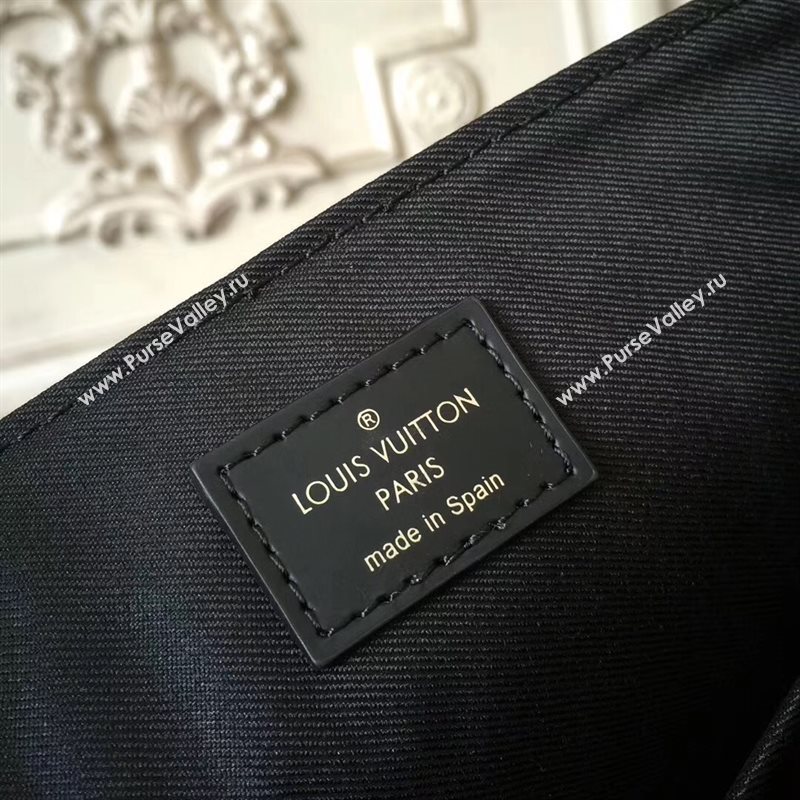 ®
LOUIS VUITTON
PARIS
made in Spain
www.PurseValley.ru
www.PurseValley.ru